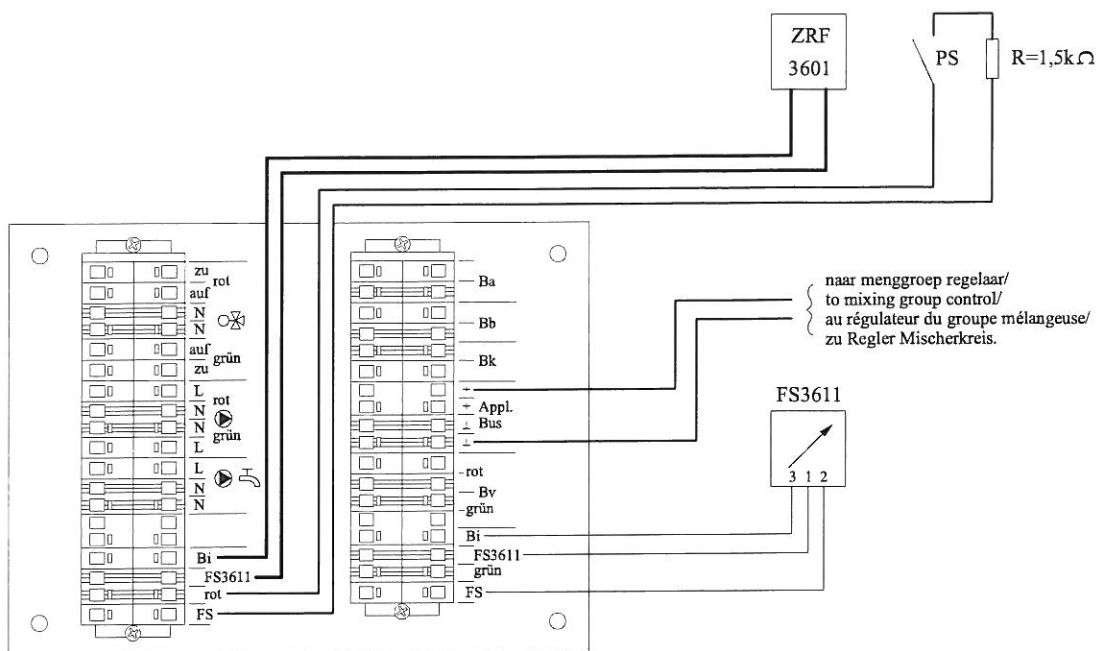 ZRF
3601
PS
R=1,5kΩ
zu
rot
auf
N
N
auf
grün
zu
L
rot
N
N
grün
L
L
N
N
Bi
FS3611
rot
FS
Ba
Bb
Bk
+
+ Appl.
⊥ Bus
⊥
rot
Bv
grün
Bi
FS3611
grün
FS
naar menggroep regelaar/
to mixing group control/
au régulateur du groupe mélangeuse/
zu Regler Mischerkreis.
FS3611
3 1 2